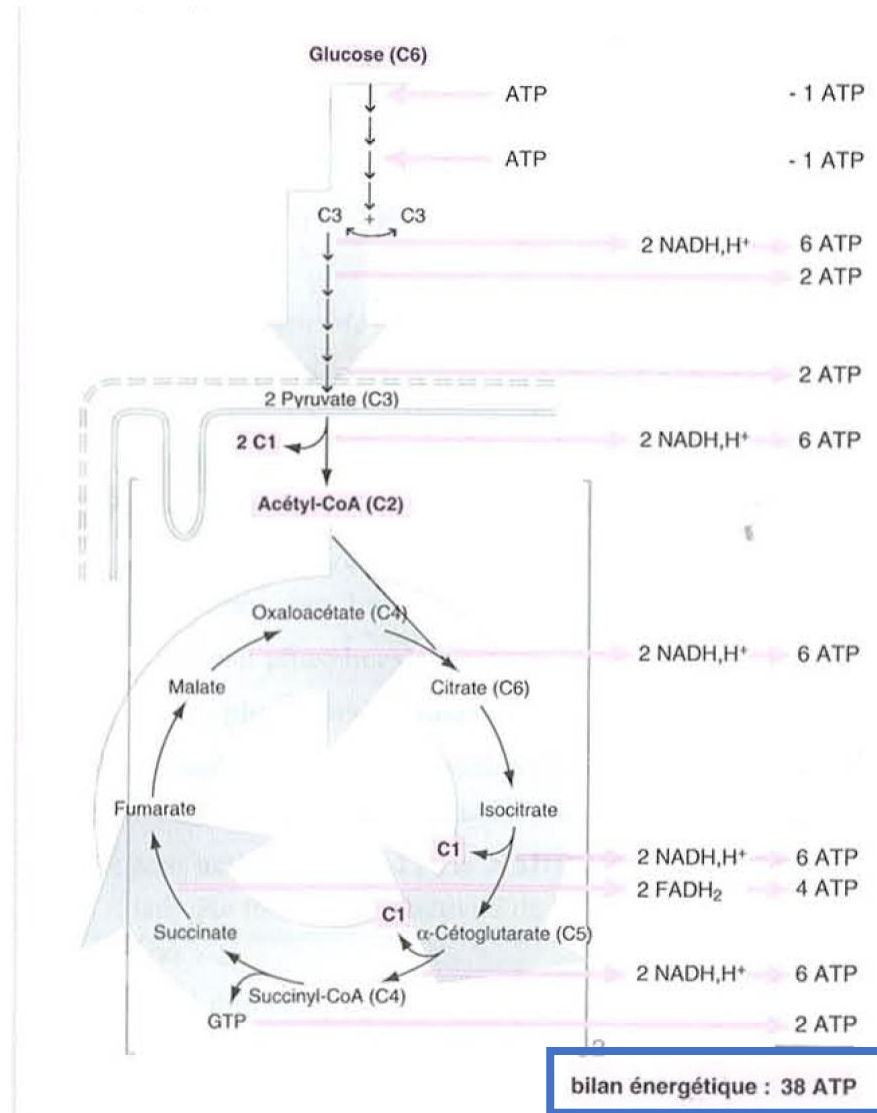 Glucose (C6)
ATP - 1 ATP
ATP - 1 ATP
C3 + C3
2 NADH,H⁺ 6 ATP
2 ATP
2 ATP
2 Pyruvate (C3)
2 C1 2 NADH,H⁺ 6 ATP
Acétyl-CoA (C2)
Oxaloacétate (C4)
2 NADH,H⁺ 6 ATP
Malate Citrate (C6)
Fumarate Isocitrate
C1 2 NADH,H⁺ 6 ATP
2 FADH₂ 4 ATP
C1
Succinate α-Cétoglutarate (C5)
2 NADH,H⁺ 6 ATP
Succinyl-CoA (C4)
GTP 2 ATP
2
bilan énergétique : 38 ATP